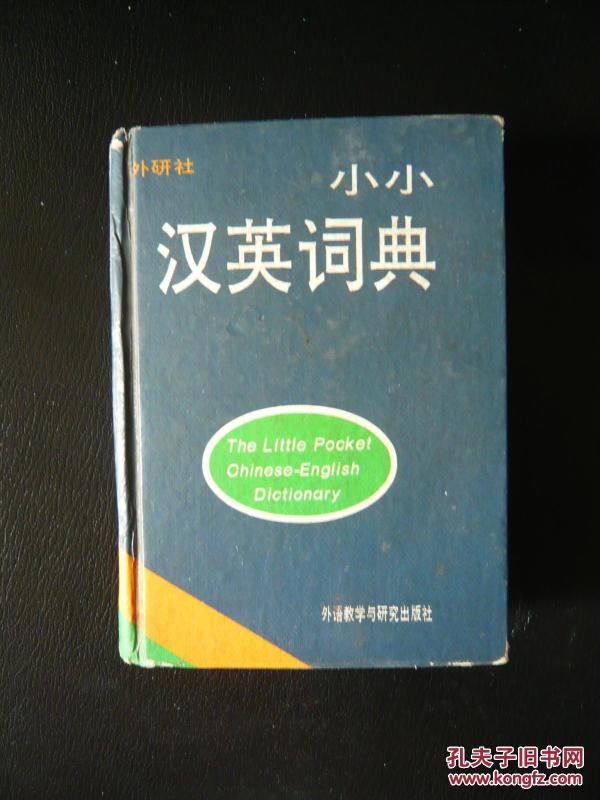 外研社
小小
汉英词典
The Little Pocket
Chinese-English
Dictionary
外语教学与研究出版社
孔夫子旧书网
www.kongfz.com